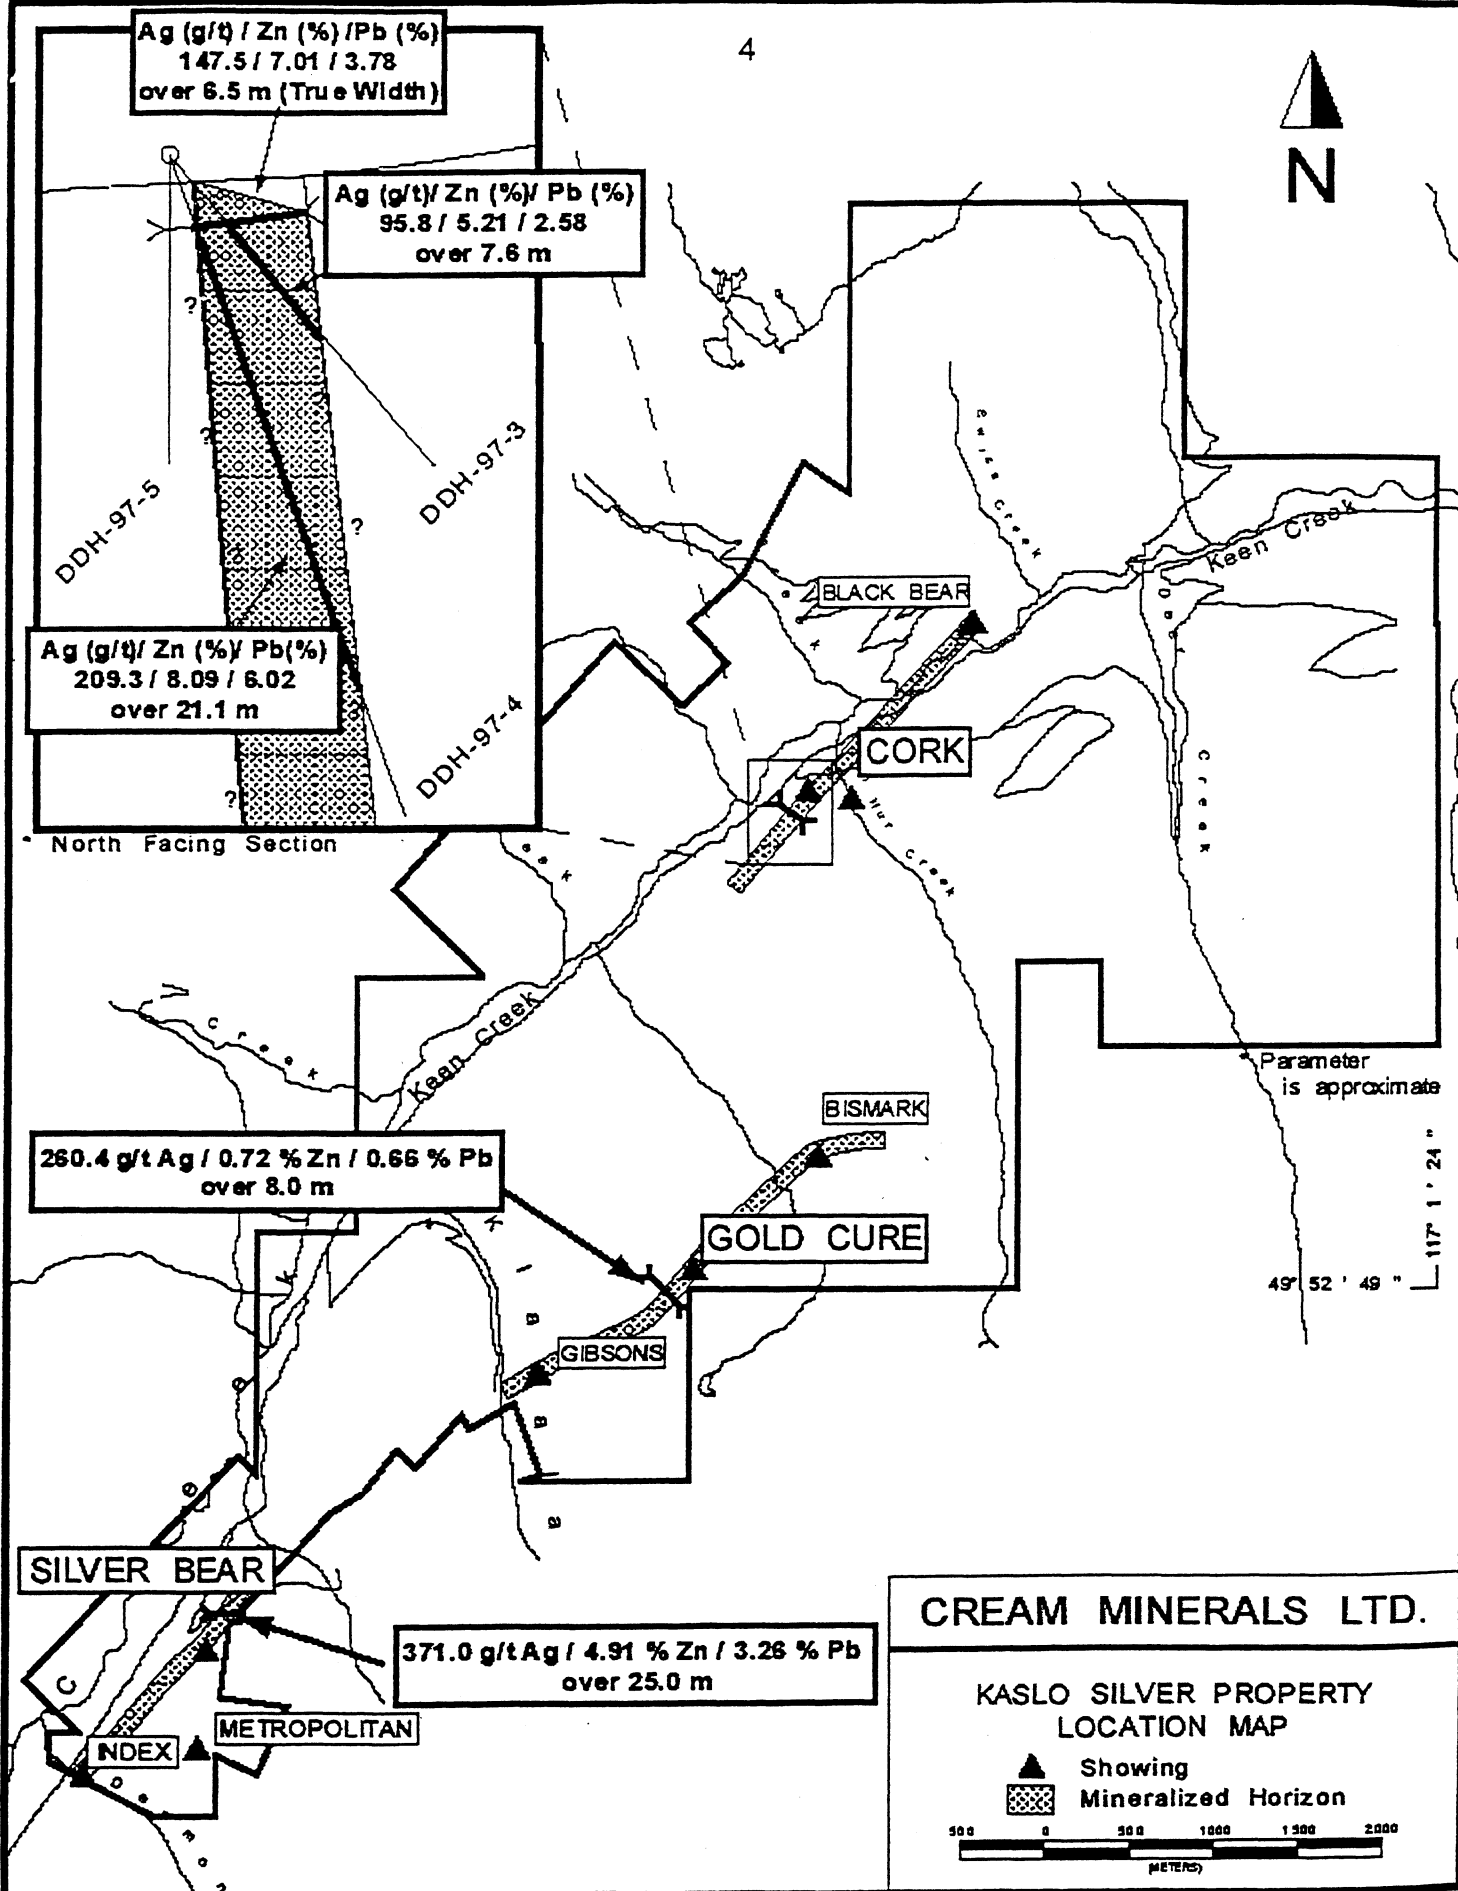 4
Ag (g/t) / Zn (%) /Pb (%)
147.5 / 7.01 / 3.78
over 6.5 m (True Width)
Ag (g/t)/ Zn (%)/ Pb (%)
95.8 / 5.21 / 2.58
over 7.6 m
N
?
?
?
?
?
DDH-97-5
DDH-97-3
DDH-97-4
Ag (g/t)/ Zn (%)/ Pb(%)
209.3 / 8.09 / 6.02
over 21.1 m
North Facing Section
Creek
Keen Creek
BLACK BEAR
CORK
Creek
Creek
Keen Creek
creek
Parameter
is approximate
BISMARK
260.4 g/t Ag / 0.72 % Zn / 0.66 % Pb
over 8.0 m
GOLD CURE
117° 1 ' 24 "
49° 52 ' 49 "
GIBSONS
SILVER BEAR
371.0 g/t Ag / 4.91 % Zn / 3.26 % Pb
over 25.0 m
METROPOLITAN
INDEX
CREAM MINERALS LTD.
KASLO SILVER PROPERTY
LOCATION MAP
Showing
Mineralized Horizon
500 0 500 1000 1500 2000
(METERS)